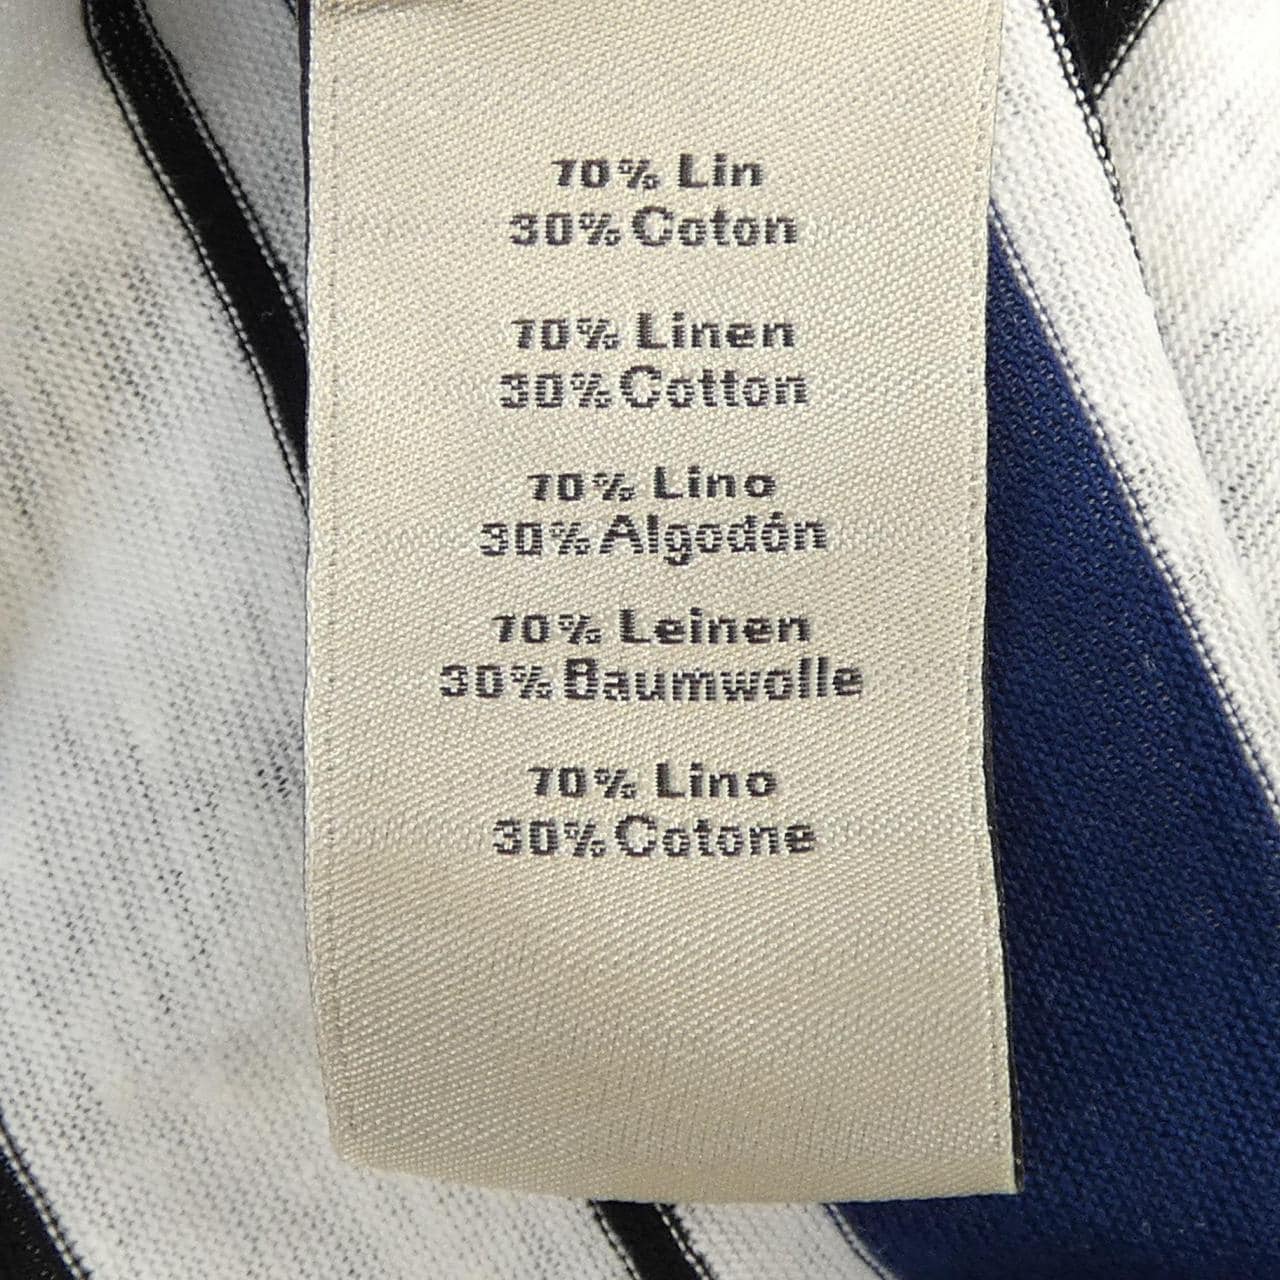 70% Lin
30% Coton
70% Linen
30% Cotton
70% Lino
30% Algodón
70% Leinen
30% Baumwolle
70% Lino
30% Cotone